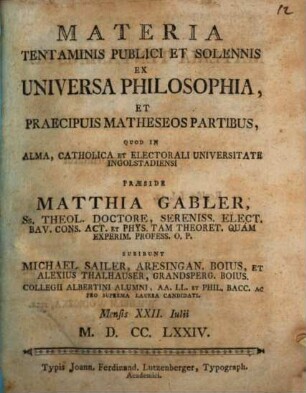 12
MATERIA
TENTAMINIS PUBLICI ET SOLENNIS
EX
UNIVERSA PHILOSOPHIA,
ET
PRAECIPUIS MATHESEOS PARTIBUS,
QUOD IN
ALMA, CATHOLICA ET ELECTORALI UNIVERSITATE
INGOLSTADIENSI
PRÆSIDE
MATTHIA GABLER,
SS. THEOL. DOCTORE, SERENISS. ELECT.
BAV. CONS. ACT. ET PHYS. TAM THEORET. QUAM
EXPERIM. PROFESS. O. P.
SUBIBUNT
MICHAEL SAILER, ARESINGAN. BOIUS, ET
ALEXIUS THALHAUSER, GRANDSPERG. BOIUS.
COLLEGII ALBERTINI ALUMNI, AA. LL. ET PHIL. BACC. AC
PRO SUPREMA LAUREA CANDIDATI.
Mensis XXII. Iulii
M. D. CC. LXXIV.
Typis Joann. Ferdinand. Lutzenberger, Typograph.
Academici.